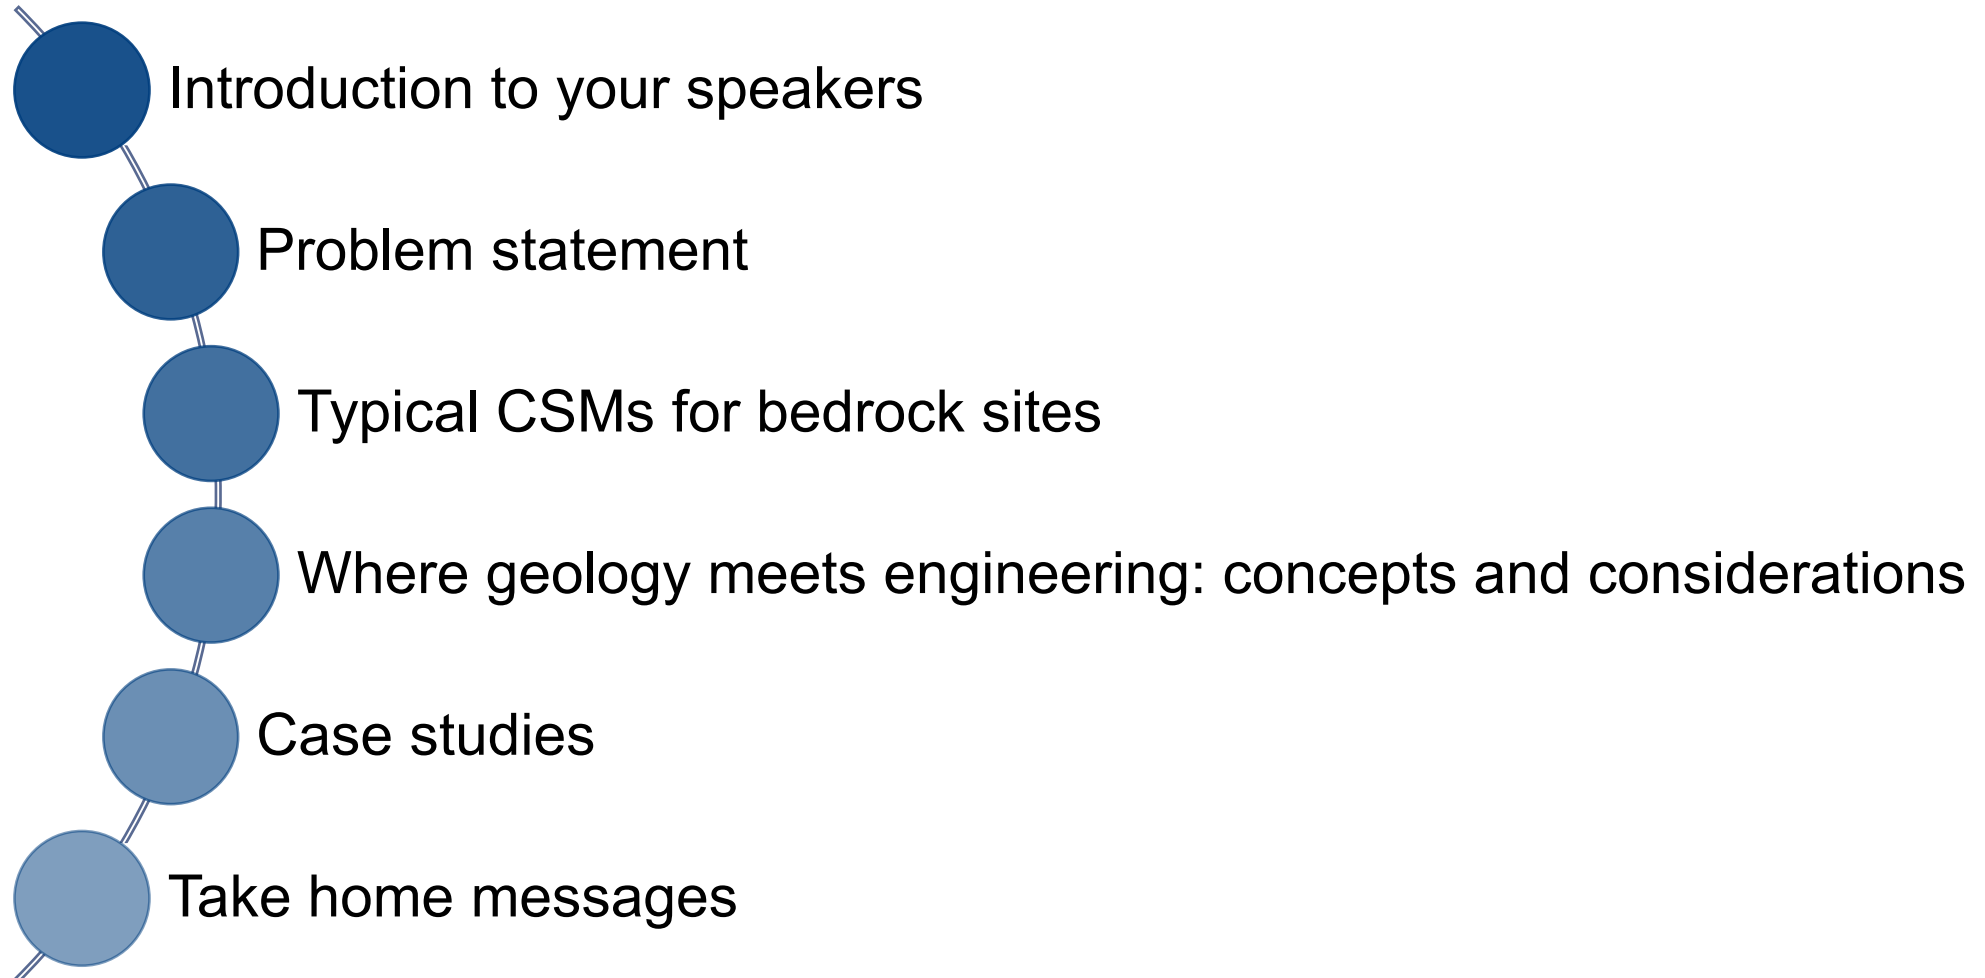 Introduction to your speakers
Problem statement
Typical CSMs for bedrock sites
Where geology meets engineering: concepts and considerations
Case studies
Take home messages